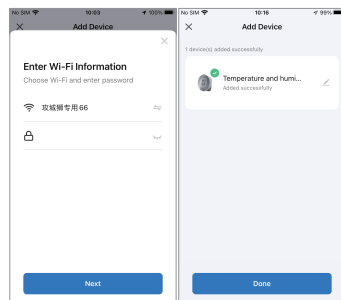 No SIM 10:03 100%
Add Device
Enter Wi-Fi Information
Choose Wi-Fi and enter password
攻城狮专用66
Next
No SIM 10:16 99%
Add Device
1 device(s) added successfully
Temperature and humi...
Added successfully
Done